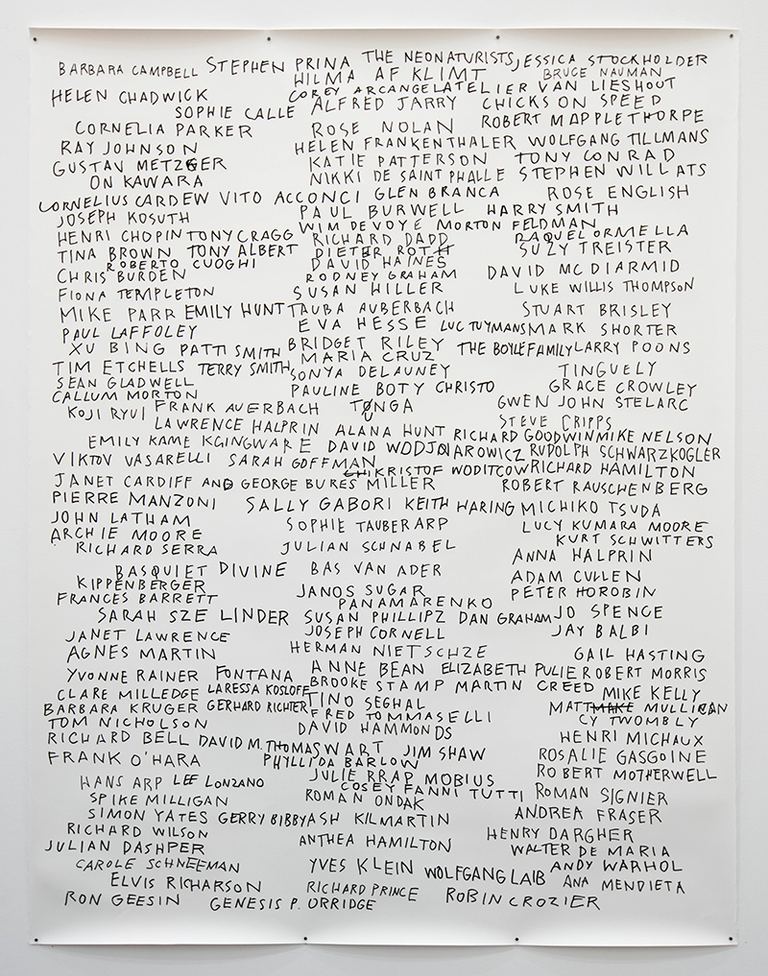 BARBARA CAMPBELL STEPHEN PRINA THE NEONATURISTS, JESSICA STOCKHOLDER
HILMA AF KLIMT BRUCE NAUMAN
HELEN CHADWICK COREY ARCANGEL ATELIER VAN LIESHOUT
SOPHIE CALLE ALFRED JARRY CHICKS ON SPEED
CORNELIA PARKER ROSE NOLAN ROBERT MAPPLETHORPE
RAY JOHNSON HELEN FRANKENTHALER WOLFGANG TILLMANS
GUSTAV METZGER KATIE PATTERSON TONY CONRAD
ON KAWARA NIKKI DE SAINT PHALLE STEPHEN WILLATS
CORNELIUS CARDEW VITO ACCONCI GLEN BRANCA ROSE ENGLISH
JOSEPH KOSUTH PAUL BURWELL HARRY SMITH
HENRI CHOPIN TONY CRAGG WIM DEVOYE MORTON FELDMAN
RICHARD DADD RAQUEL ORMELLA
TINA BROWN TONY ALBERT DIETER ROTH SUZY TREISTER
ROBERTO CUOGHI DAVID HAINES
CHRIS BURDEN RODNEY GRAHAM DAVID MCDIARMID
FIONA TEMPLETON SUSAN HILLER LUKE WILLIS THOMPSON
MIKE PARR EMILY HUNT TAUBA AUBERBACH STUART BRISLEY
PAUL LAFFOLEY EVA HESSE LUC TUYMANS MARK SHORTER
XU BING PATTI SMITH BRIDGET RILEY THE BOYLE FAMILY LARRY POONS
MARIA CRUZ
TIM ETCHELLS TERRY SMITH SONYA DELAUNEY TINGUELY
SEAN GLADWELL PAULINE BOTY CHRISTO GRACE CROWLEY
CALLUM MORTON
KOJI RYUI FRANK AUERBACH TONGA GWEN JOHN STELARC
LAWRENCE HALPRIN ALANA HUNT STEVE CRIPPS
RICHARD GOODWIN MIKE NELSON
EMILY KAME KGINGWARE DAVID WODJNAROWICZ RUDOLPH SCHWARZKOGLER
VIKTOV VASARELLI SARAH GOFFMAN KRISTOF WODITCOW RICHARD HAMILTON
JANET CARDIFF AND GEORGE BURES MILLER ROBERT RAUSCHENBERG
PIERRE MANZONI SALLY GABORI KEITH HARING MICHIKO TSUDA
JOHN LATHAM SOPHIE TAUBER ARP LUCY KUMARA MOORE
ARCHIE MOORE KURT SCHWITTERS
RICHARD SERRA JULIAN SCHNABEL ANNA HALPRIN
BASQUIET DIVINE BAS VAN ADER ADAM CULLEN
KIPPENBERGER JANOS SUGAR PETER HOROBIN
FRANCES BARRETT PANAMARENKO
SARAH SZE LINDER SUSAN PHILLIPZ DAN GRAHAM JO SPENCE
JANET LAWRENCE JOSEPH CORNELL JAY BALBI
AGNES MARTIN HERMAN NIETSCHZE GAIL HASTING
YVONNE RAINER FONTANA ANNE BEAN ELIZABETH PULIE ROBERT MORRIS
CLARE MILLEDGE LARESSA KOSLOFF BROOKE STAMP MARTIN CREED MIKE KELLY
BARBARA KRUGER GERHARD RICHTER TINO SEGHAL MATT MULLICAN
TOM NICHOLSON FRED TOMMASELLI CY TWOMBLY
DAVID HAMMONDS
RICHARD BELL DAVID M. THOMAS WART JIM SHAW HENRI MICHAUX
FRANK O'HARA PHYLLIDA BARLOW ROSALIE GASGOINE
JULIE RRAP MOBIUS ROBERT MOTHERWELL
HANS ARP LEE LONZANO COSEY FANNI TUTTI ROMAN SIGNIER
SPIKE MILLIGAN ROMAN ONDAK
SIMON YATES GERRY BIBBY ASH KILMARTIN ANDREA FRASER
RICHARD WILSON ANTHEA HAMILTON HENRY DARGHER
JULIAN DASHPER WALTER DE MARIA
CAROLE SCHNEEMAN YVES KLEIN WOLFGANG LAIB ANDY WARHOL
ELVIS RICHARSON RICHARD PRINCE ANA MENDIETA
RON GEESIN GENESIS P. ORRIDGE ROBIN CROZIER